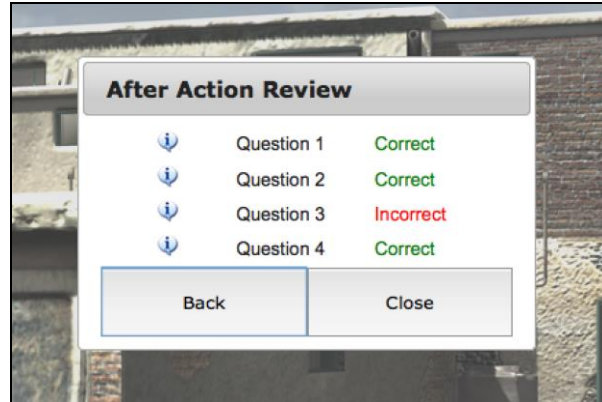 After Action Review
Question 1 Correct
Question 2 Correct
Question 3 Incorrect
Question 4 Correct
Back Close